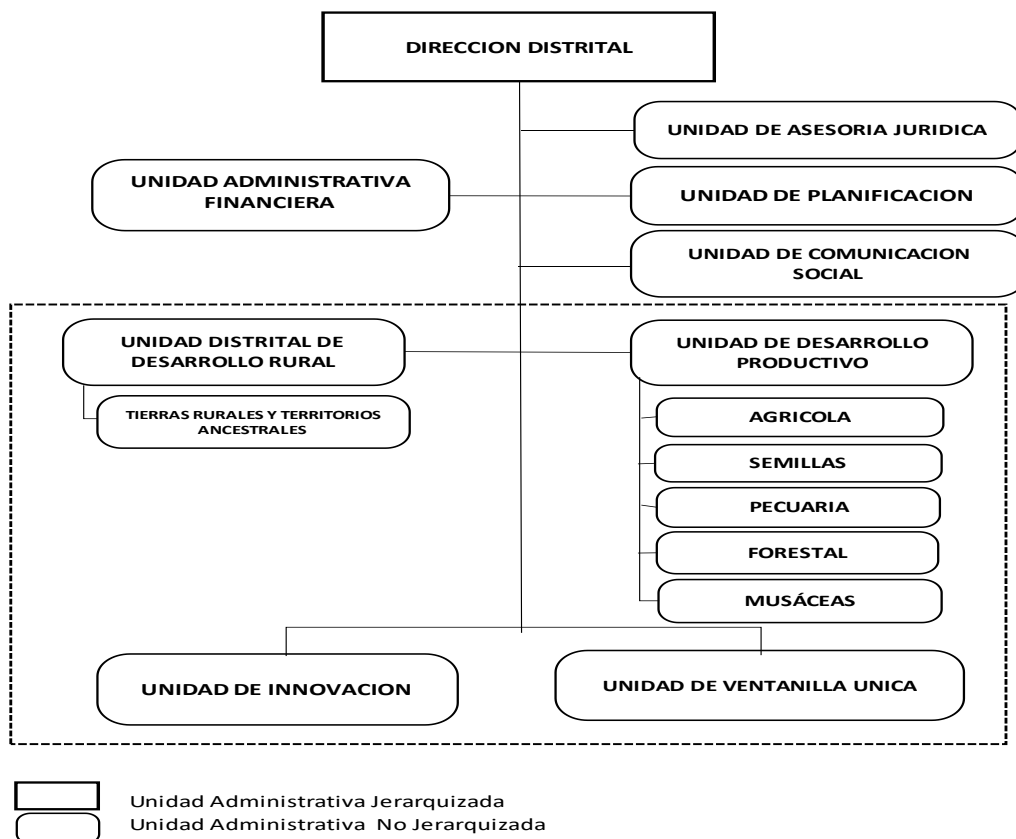 DIRECCION DISTRITAL
UNIDAD DE ASESORIA JURIDICA
UNIDAD ADMINISTRATIVA
FINANCIERA
UNIDAD DE PLANIFICACION
UNIDAD DE COMUNICACION
SOCIAL
UNIDAD DISTRITAL DE
DESARROLLO RURAL
TIERRAS RURALES Y TERRITORIOS
ANCESTRALES
UNIDAD DE DESARROLLO
PRODUCTIVO
AGRICOLA
SEMILLAS
PECUARIA
FORESTAL
MUSÁCEAS
UNIDAD DE INNOVACION
UNIDAD DE VENTANILLA UNICA
Unidad Administrativa Jerarquizada
Unidad Administrativa No Jerarquizada